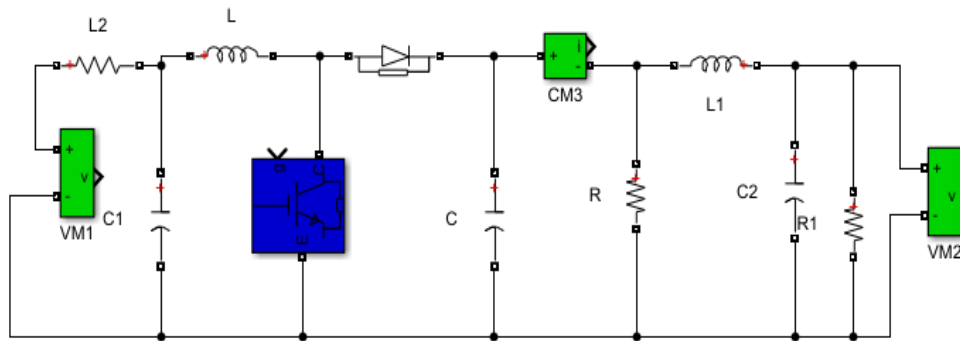 L2
L
+
v
-
VM1
C1
g
C
E
C
+
-
i
CM3
R
L1
C2
R1
+
v
-
VM2